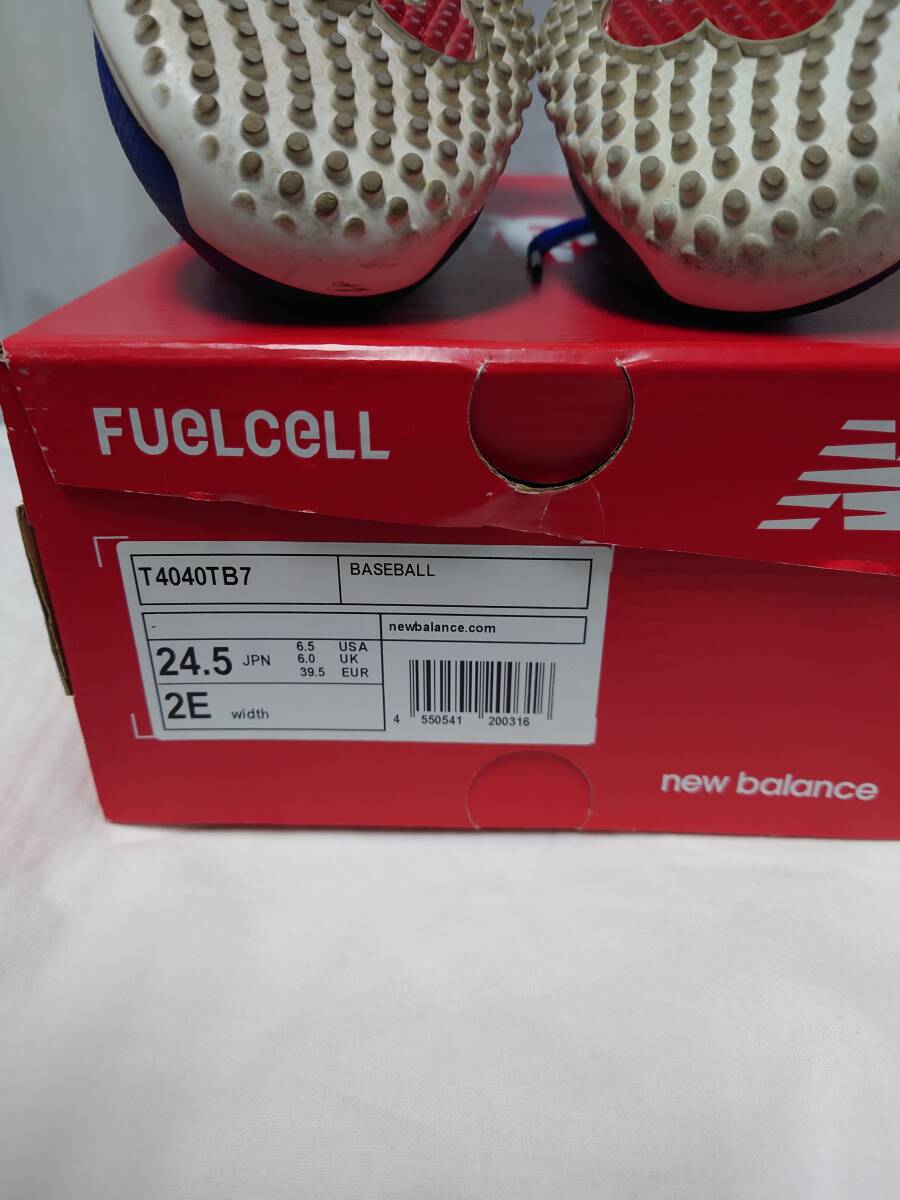 FUELCELL
T4040TB7
BASEBALL
-
newbalance.com
24.5 JPN
6.5 USA
6.0 UK
39.5 EUR
2E width
4 550541 200316
new balance